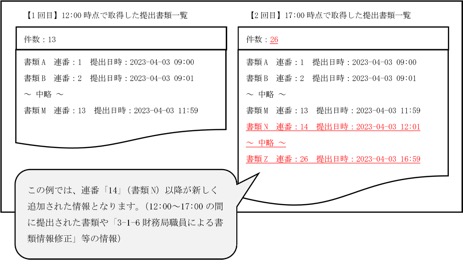 【1回目】12:00 時点で取得した提出書類一覧
件数：13
書類A　連番：1　提出日時：2023-04-03 09:00
書類B　連番：2　提出日時：2023-04-03 09:01
～ 中略 ～
書類M　連番：13　提出日時：2023-04-03 11:59
【2回目】17:00 時点で取得した提出書類一覧
件数：26
書類A　連番：1　提出日時：2023-04-03 09:00
書類B　連番：2　提出日時：2023-04-03 09:01
～ 中略 ～
書類M　連番：13　提出日時：2023-04-03 11:59
書類N　連番：14　提出日時：2023-04-03 12:01
～ 中略 ～
書類Z　連番：26　提出日時：2023-04-03 16:59
この例では、連番「14」（書類N）以降が新しく
追加された情報となります。（12:00～17:00 の間
に提出された書類や「3-1-6 財務局職員による書
類情報修正」等の情報）